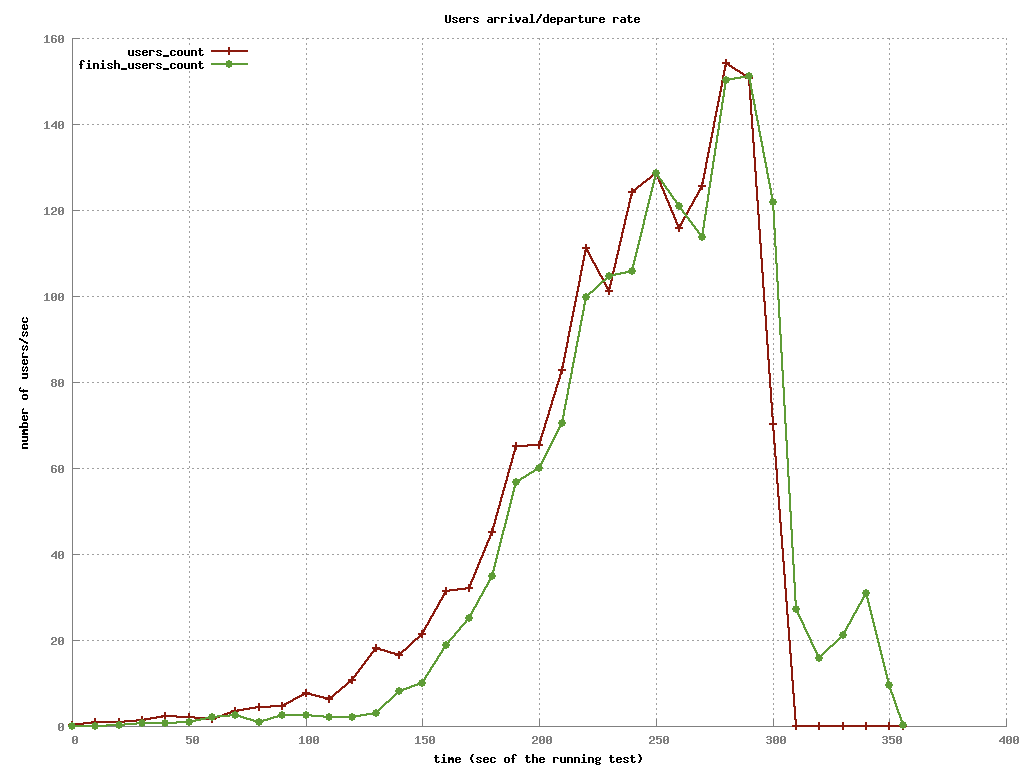 Users arrival/departure rate
users_count
finish_users_count
160
140
120
100
80
60
40
20
0
number of users/sec
0 50 100 150 200 250 300 350 400
time (sec of the running test)